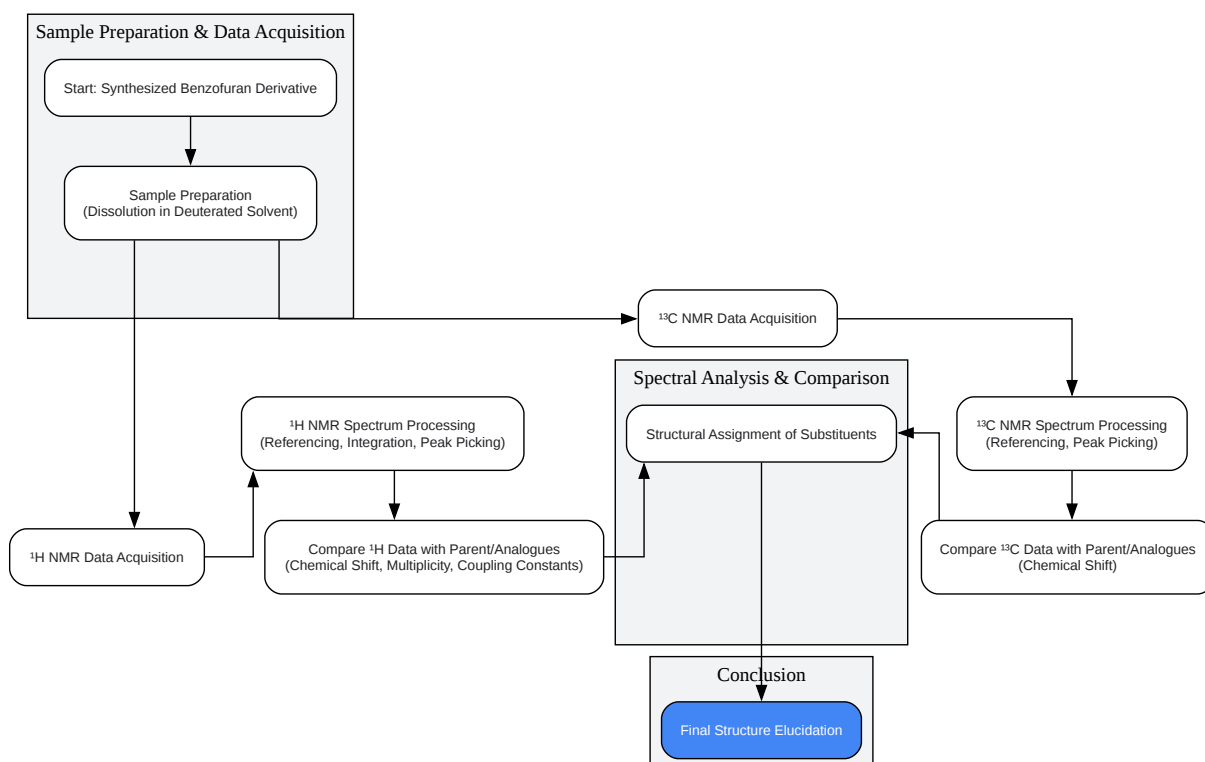 Sample Preparation & Data Acquisition
Start: Synthesized Benzofuran Derivative
Sample Preparation
(Dissolution in Deuterated Solvent)
¹³C NMR Data Acquisition
Spectral Analysis & Comparison
¹H NMR Spectrum Processing
(Referencing, Integration, Peak Picking)
Structural Assignment of Substituents
¹³C NMR Spectrum Processing
(Referencing, Peak Picking)
¹H NMR Data Acquisition
Compare ¹H Data with Parent/Analogues
(Chemical Shift, Multiplicity, Coupling Constants)
Compare ¹³C Data with Parent/Analogues
(Chemical Shift)
Conclusion
Final Structure Elucidation